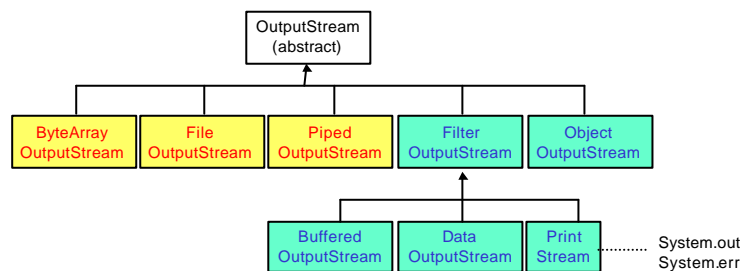 OutputStream
(abstract)
ByteArray
OutputStream
File
OutputStream
Piped
OutputStream
Filter
OutputStream
Object
OutputStream
Buffered
OutputStream
Data
OutputStream
Print
Stream
System.out
System.err